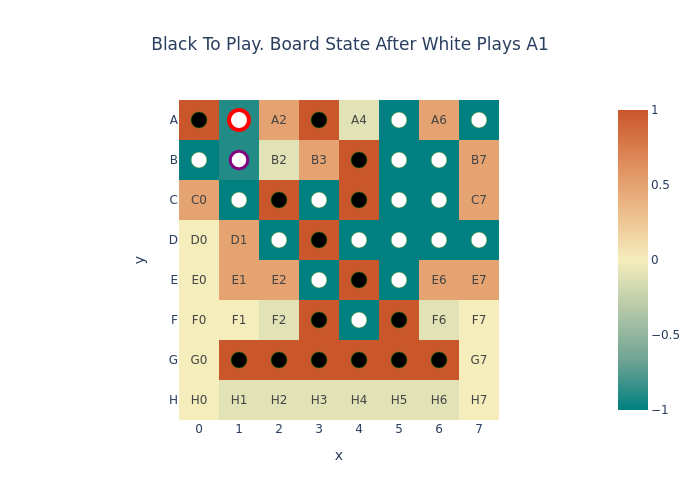 Black To Play. Board State After White Plays A1
A A2 A4 A6 1
B B2 B3 B7
C C0 C7 0.5
D D0 D1
y E E0 E1 E2 E6 E7 0
F F0 F1 F2 F6 F7 −0.5
G G0 G7
H H0 H1 H2 H3 H4 H5 H6 H7 −1
0 1 2 3 4 5 6 7
x